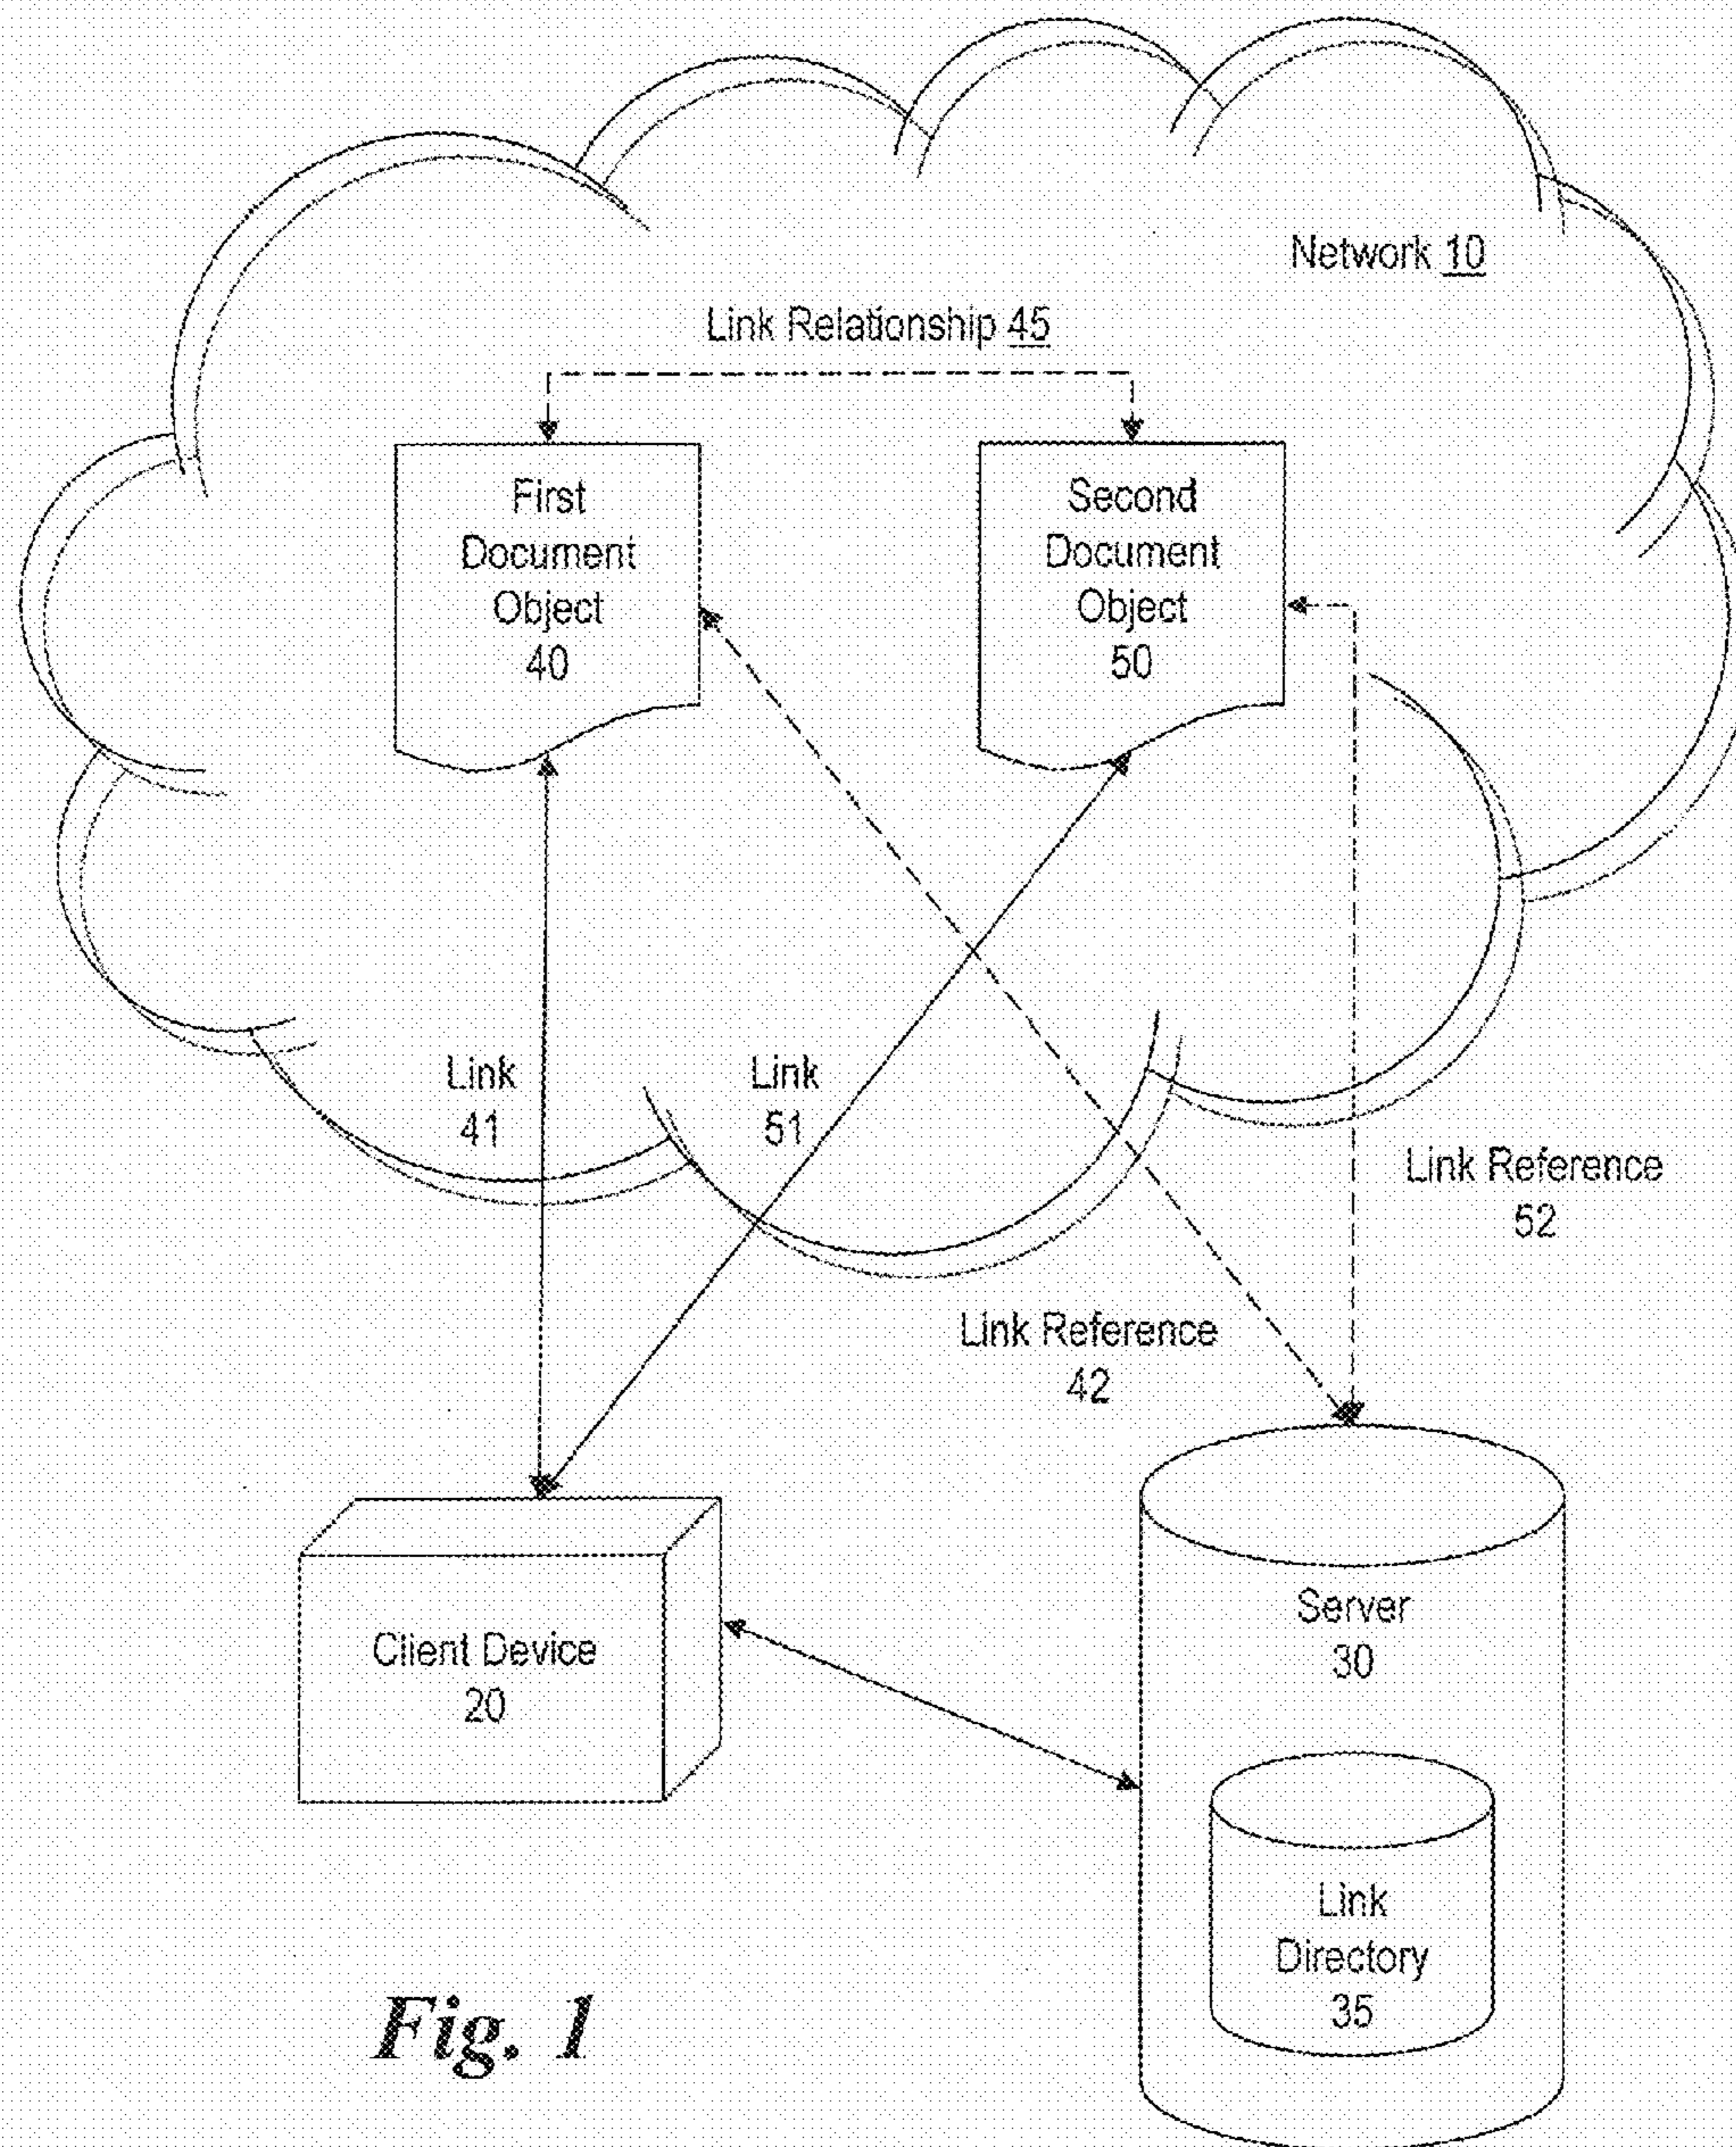 Network 10
Link Relationship 45
First
Document
Object
40
Second
Document
Object
50
Link
41
Link
51
Link Reference
52
Link Reference
42
Client Device
20
Server
30
Link
Directory
35
Fig. 1